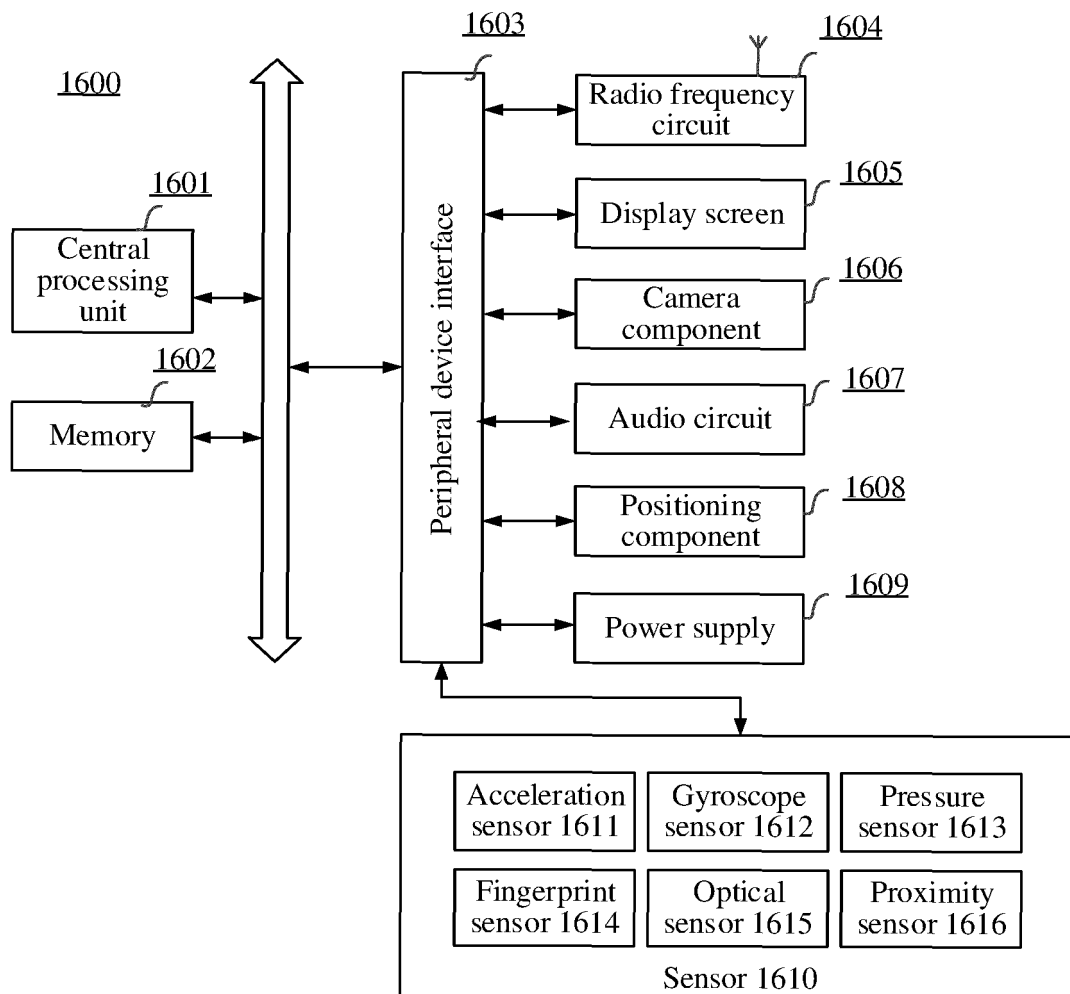 1600
1603
1604
Radio frequency
circuit
1601
Central
processing
unit
1602
Memory
Peripheral device interface
1605
Display screen
1606
Camera
component
1607
Audio circuit
1608
Positioning
component
1609
Power supply
Acceleration
sensor 1611
Gyroscope
sensor 1612
Pressure
sensor 1613
Fingerprint
sensor 1614
Optical
sensor 1615
Proximity
sensor 1616
Sensor 1610